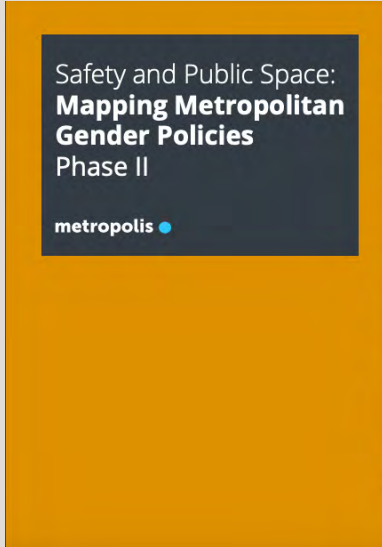 Safety and Public Space:
Mapping Metropolitan
Gender Policies
Phase II
metropolis